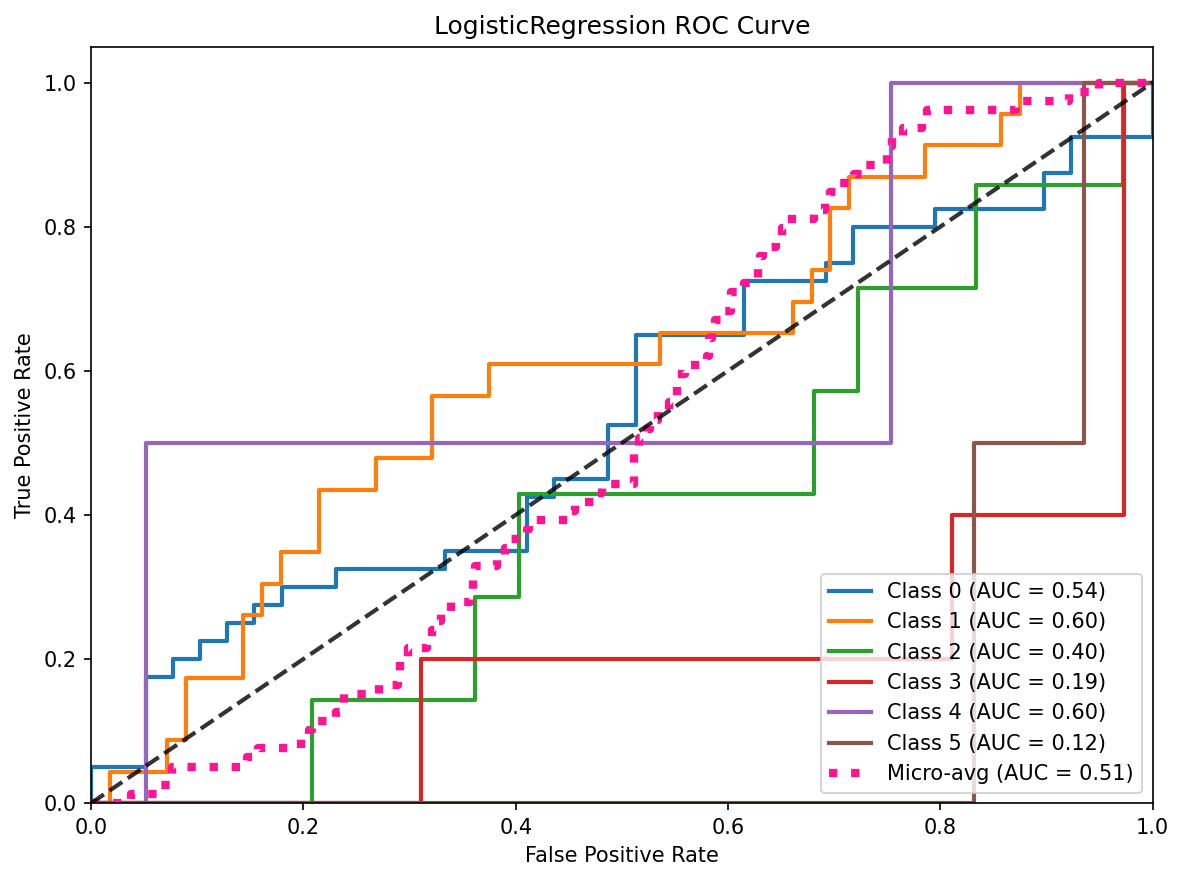 LogisticRegression ROC Curve
True Positive Rate
1.0
0.8
0.6
0.4
0.2
0.0
Class 0 (AUC = 0.54)
Class 1 (AUC = 0.60)
Class 2 (AUC = 0.40)
Class 3 (AUC = 0.19)
Class 4 (AUC = 0.60)
Class 5 (AUC = 0.12)
Micro-avg (AUC = 0.51)
0.0 0.2 0.4 0.6 0.8 1.0
False Positive Rate